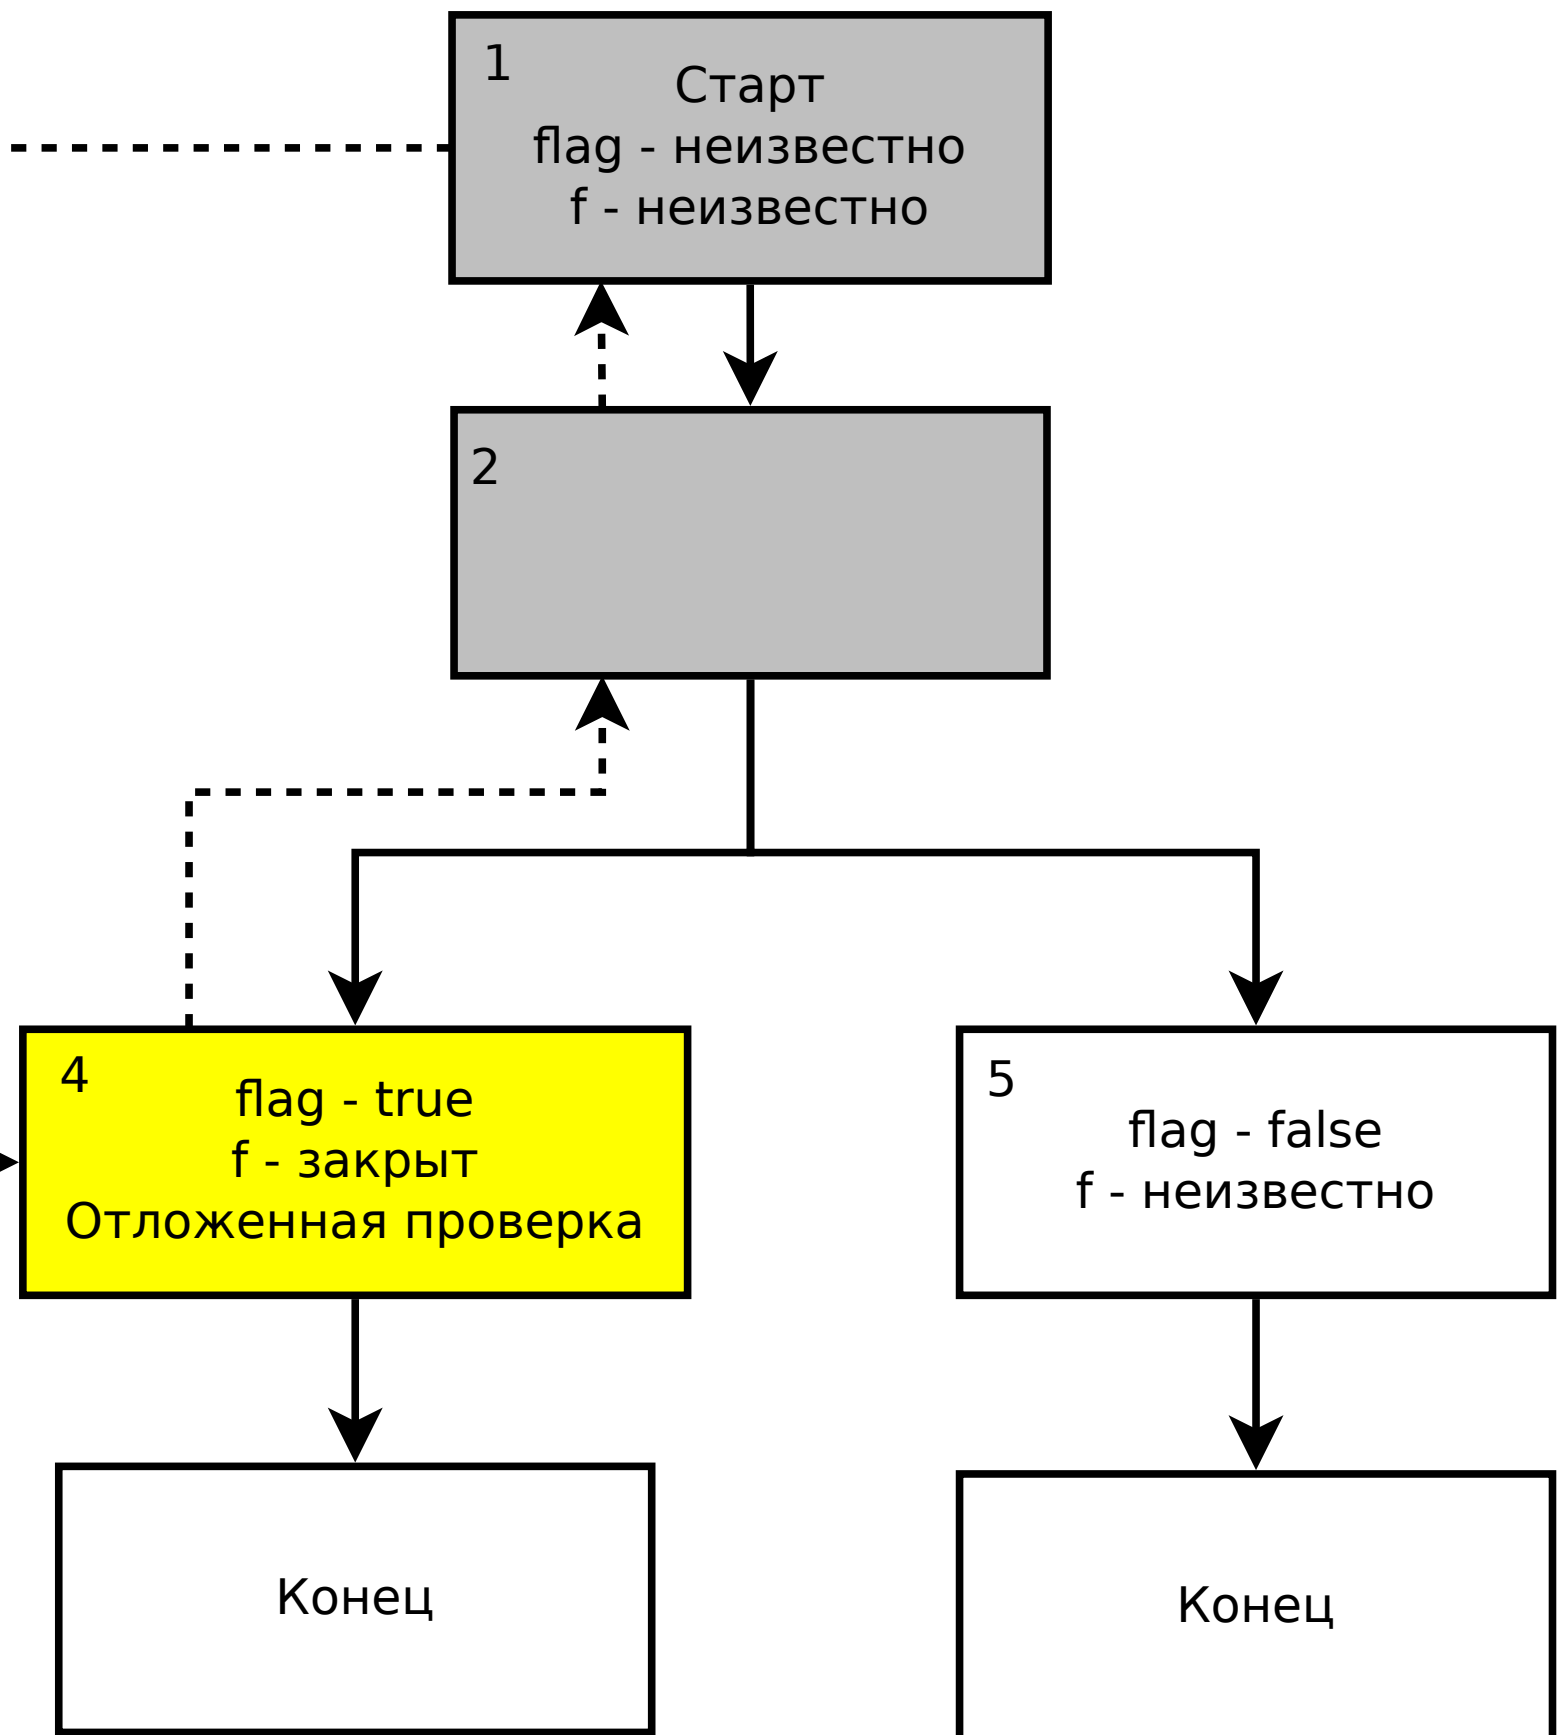 1
Старт
flag - неизвестно
f - неизвестно
2
4
flag - true
f - закрыт
Отложенная проверка
5
flag - false
f - неизвестно
Конец
Конец